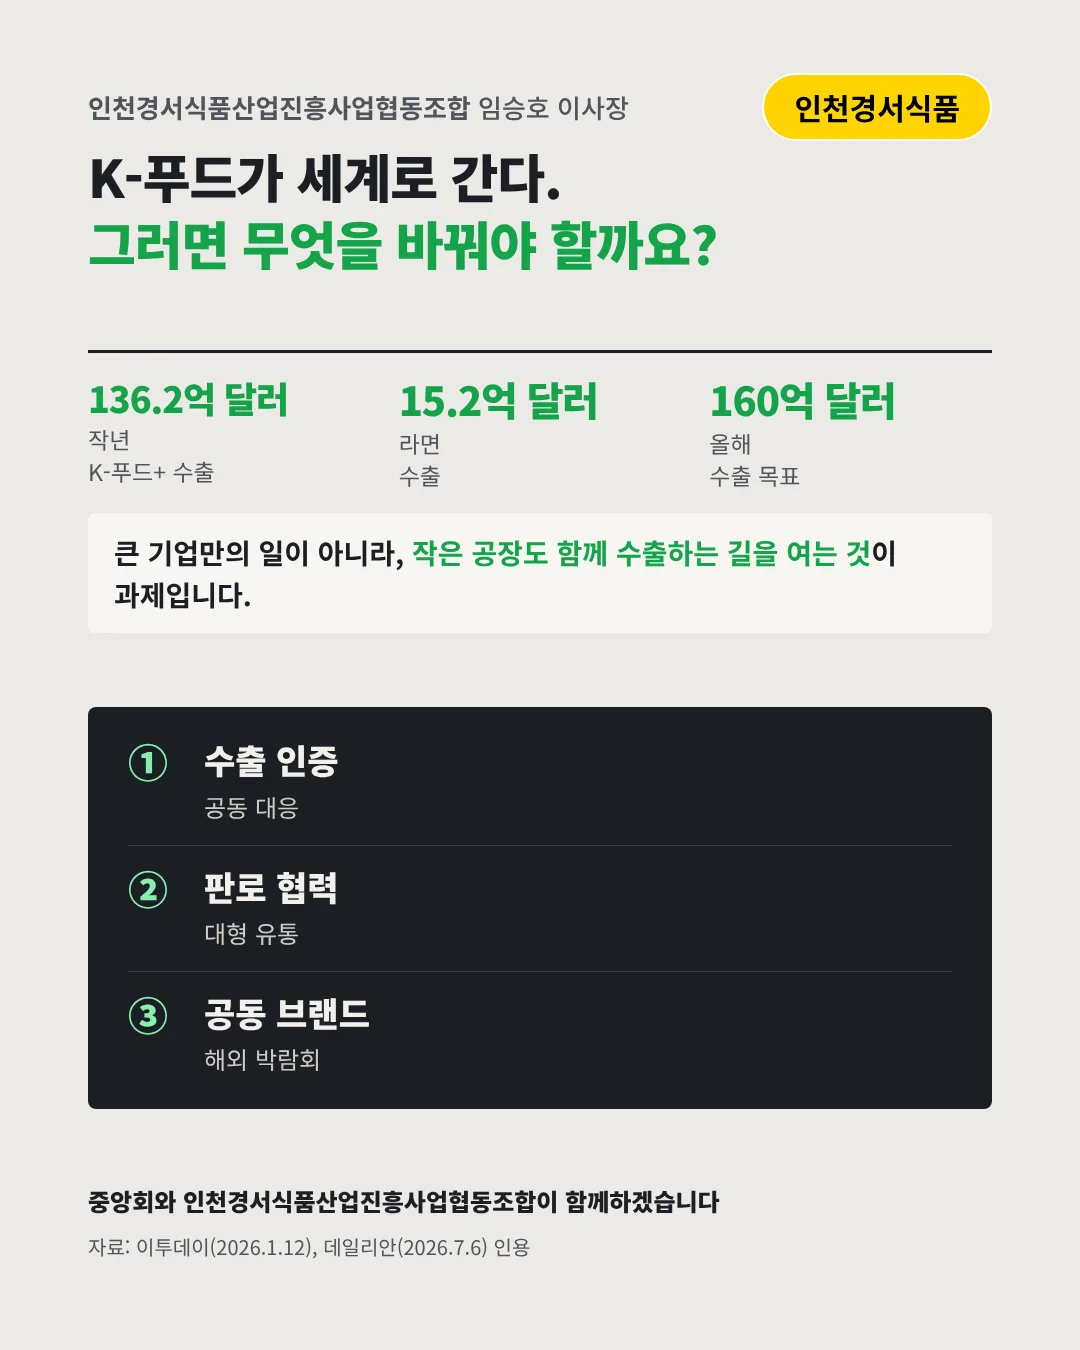 인천경서식품산업진흥사업협동조합 임승호 이사장
인천경서식품
K-푸드가 세계로 간다.
그러면 무엇을 바꿔야 할까요?
136.2억 달러
작년
K-푸드+ 수출
15.2억 달러
라면
수출
160억 달러
올해
수출 목표
큰 기업만의 일이 아니라, 작은 공장도 함께 수출하는 길을 여는 것이
과제입니다.
① 수출 인증
공동 대응
② 판로 협력
대형 유통
③ 공동 브랜드
해외 박람회
중앙회와 인천경서식품산업진흥사업협동조합이 함께하겠습니다
자료: 이투데이(2026.1.12), 데일리안(2026.7.6) 인용